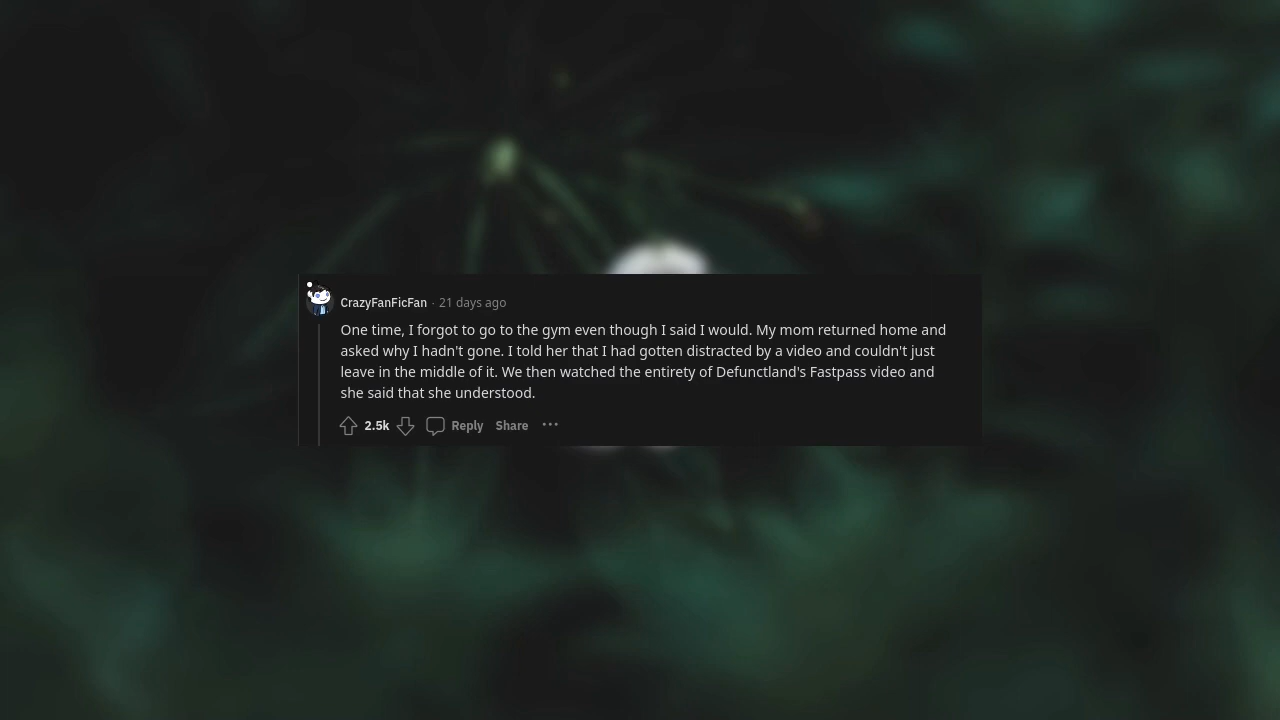 CrazyFanFicFan · 21 days ago
One time, I forgot to go to the gym even though I said I would. My mom returned home and
asked why I hadn't gone. I told her that I had gotten distracted by a video and couldn't just
leave in the middle of it. We then watched the entirety of Defunctland's Fastpass video and
she said that she understood.
2.5k Reply Share